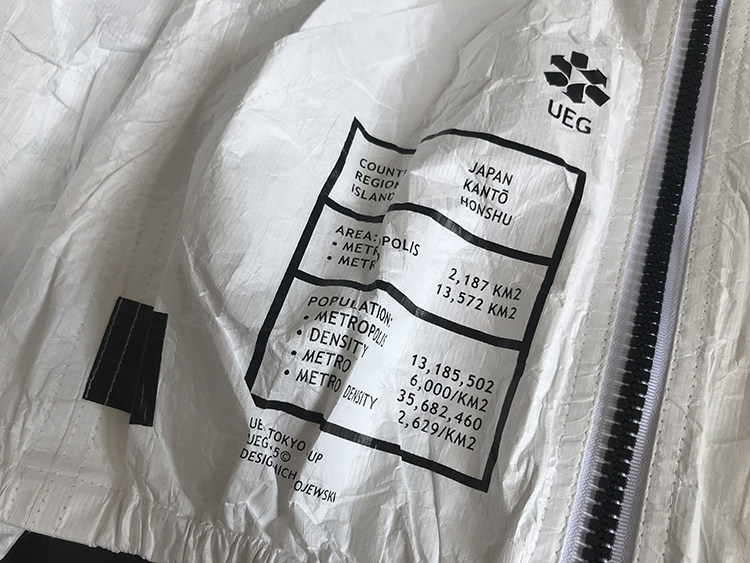 UEG
COUNT JAPAN
REGION KANTŌ
ISLAND HONSHU
AREA:
• METR POLIS 2,187 KM2
• METR 13,572 KM2
POPULATION:
• METROPOLIS 13,185,502
• DENSITY 6,000/KM2
• METRO 35,682,460
• METRO DENSITY 2,629/KM2
TOKYO UP
UEG 5©
DESIG OJEWSKI